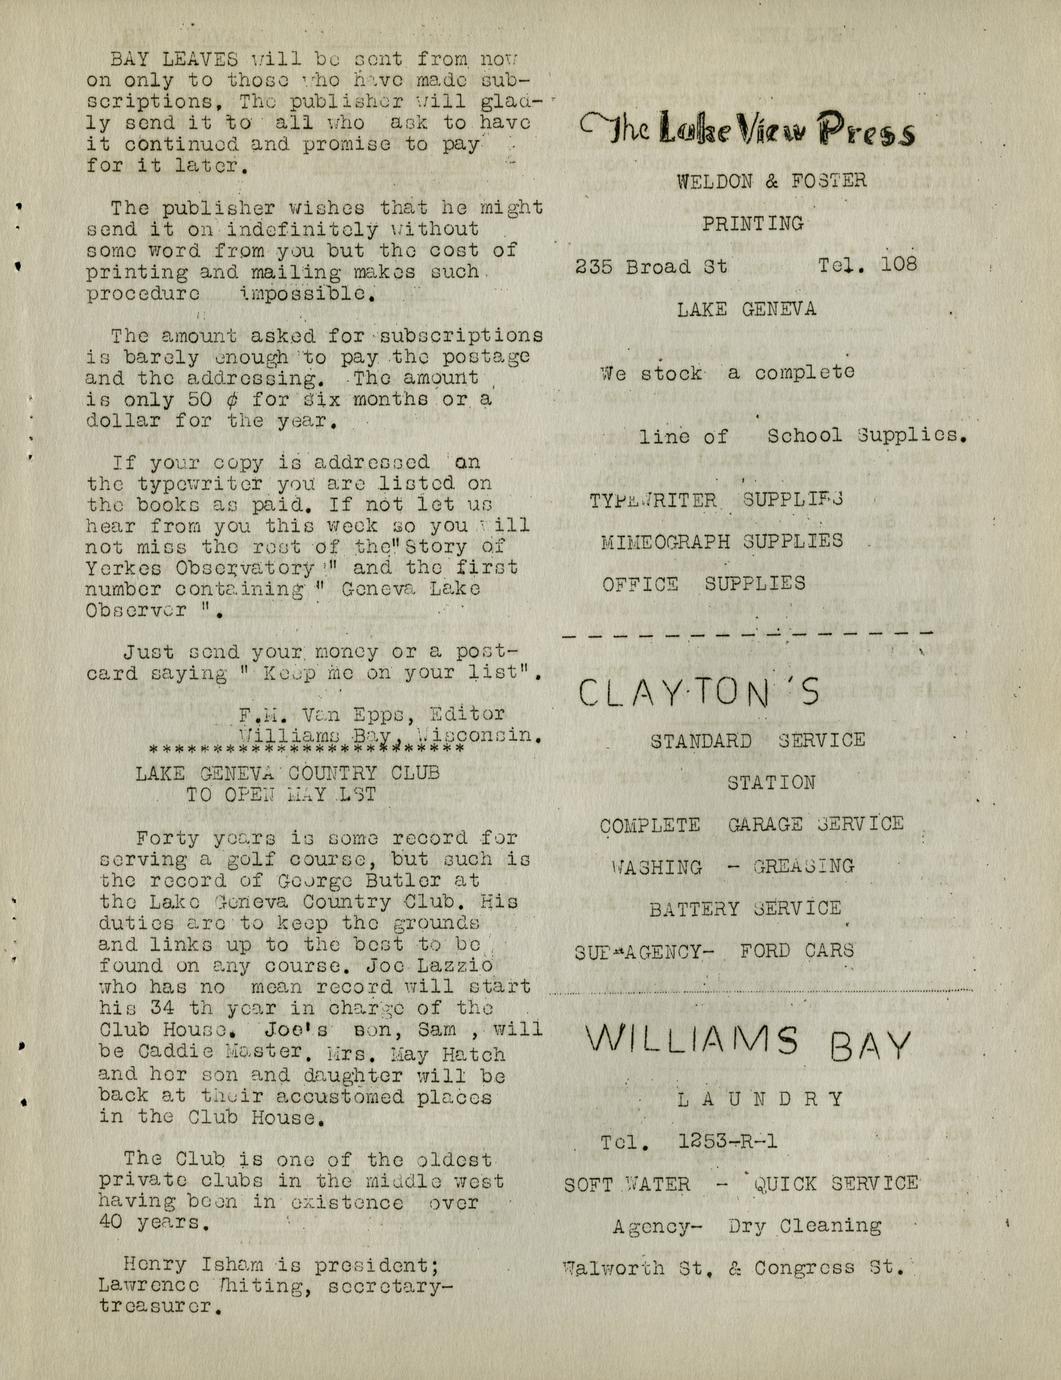 BAY LEAVES will be sent from now
on only to those who have made sub-
scriptions, The publisher will glad-
ly send it to all who ask to have
it continued and promise to pay
for it later.
The publisher wishes that he might
send it on indefinitely without
some word from you but the cost of
printing and mailing makes such
procedure impossible.
The amount asked for subscriptions
is barely enough to pay the postage
and the addressing. The amount
is only 50 ¢ for six months or a
dollar for the year.
If your copy is addressed on
the typewriter you are listed on
the books as paid. If not let us
hear from you this week so you will
not miss the rest of the" Story of
Yerkes Observatory " and the first
number containing " Geneva Lake
Observer ".
Just send your money or a post-
card saying " Keep me on your list".
F.M. Van Epps, Editor
Williams Bay, Wisconsin.
*************************
LAKE GENEVA COUNTRY CLUB
TO OPEN MAY LST
Forty years is some record for
serving a golf course, but such is
the record of George Butler at
the Lake Geneva Country Club. His
duties are to keep the grounds
and links up to the best to be
found on any course. Joe Lazzio
who has no mean record will start
his 34 th year in charge of the
Club House. Joe's son, Sam , will
be Caddie Master. Mrs. May Hatch
and her son and daughter will be
back at their accustomed places
in the Club House.
The Club is one of the oldest
private clubs in the middle west
having been in existence over
40 years.
Henry Isham is president;
Lawrence Whiting, secretary-
treasurer.
The Lake View Press
WELDON & FOSTER
PRINTING
235 Broad St Tel. 108
LAKE GENEVA
We stock a complete
line of School Supplies.
TYPEWRITER SUPPLIES
MIMEOGRAPH SUPPLIES
OFFICE SUPPLIES
CLAYTON'S
STANDARD SERVICE
STATION
COMPLETE GARAGE SERVICE
WASHING - GREASING
BATTERY SERVICE
SUB-AGENCY- FORD CARS
WILLIAMS BAY
LAUNDRY
Tel. 1253-R-1
SOFT WATER - QUICK SERVICE
Agency- Dry Cleaning
Walworth St. & Congress St.